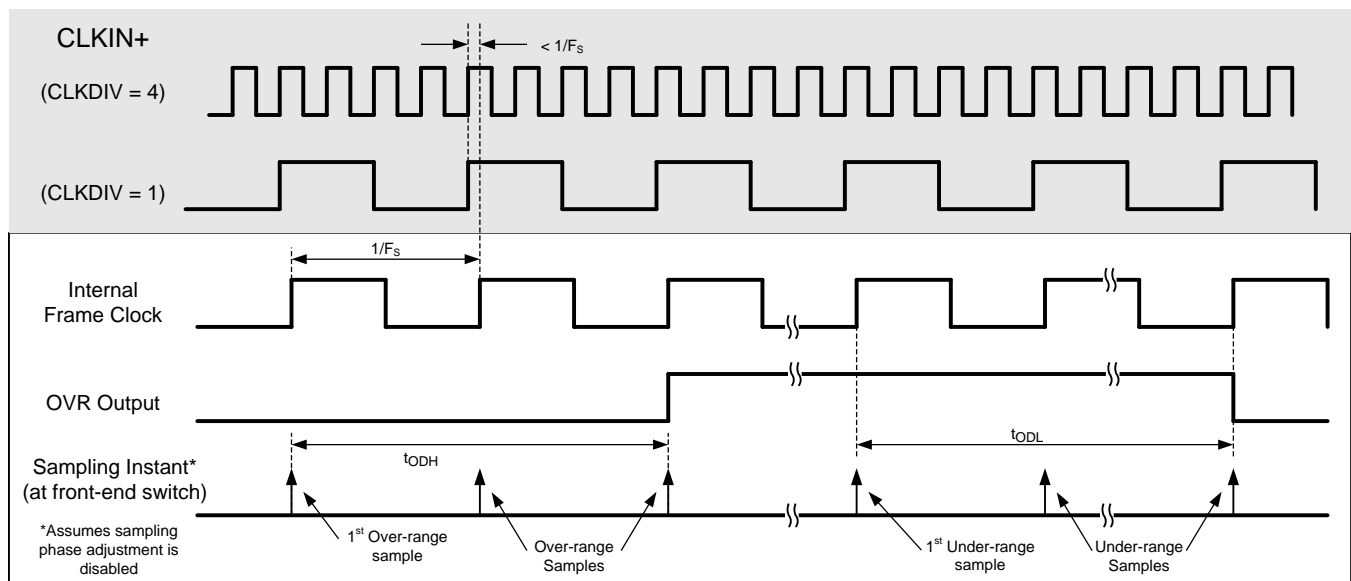 CLKIN+
< 1/FS
(CLKDIV = 4)
(CLKDIV = 1)
1/FS
Internal
Frame Clock
OVR Output
tODH
tODL
Sampling Instant*
(at front-end switch)
*Assumes sampling
phase adjustment is
disabled
1st Over-range
sample
Over-range
Samples
1st Under-range
sample
Under-range
Samples